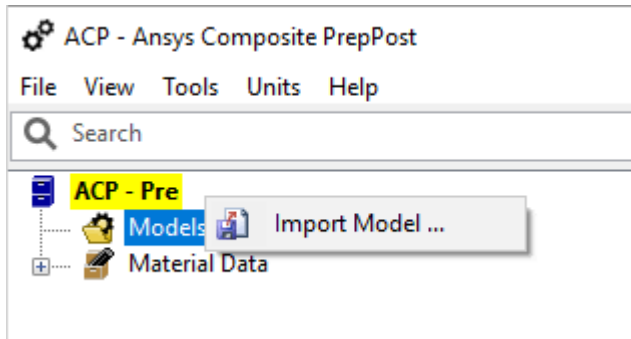 ACP - Ansys Composite PrepPost
File View Tools Units Help
Search
ACP - Pre
Models
Import Model ...
Material Data